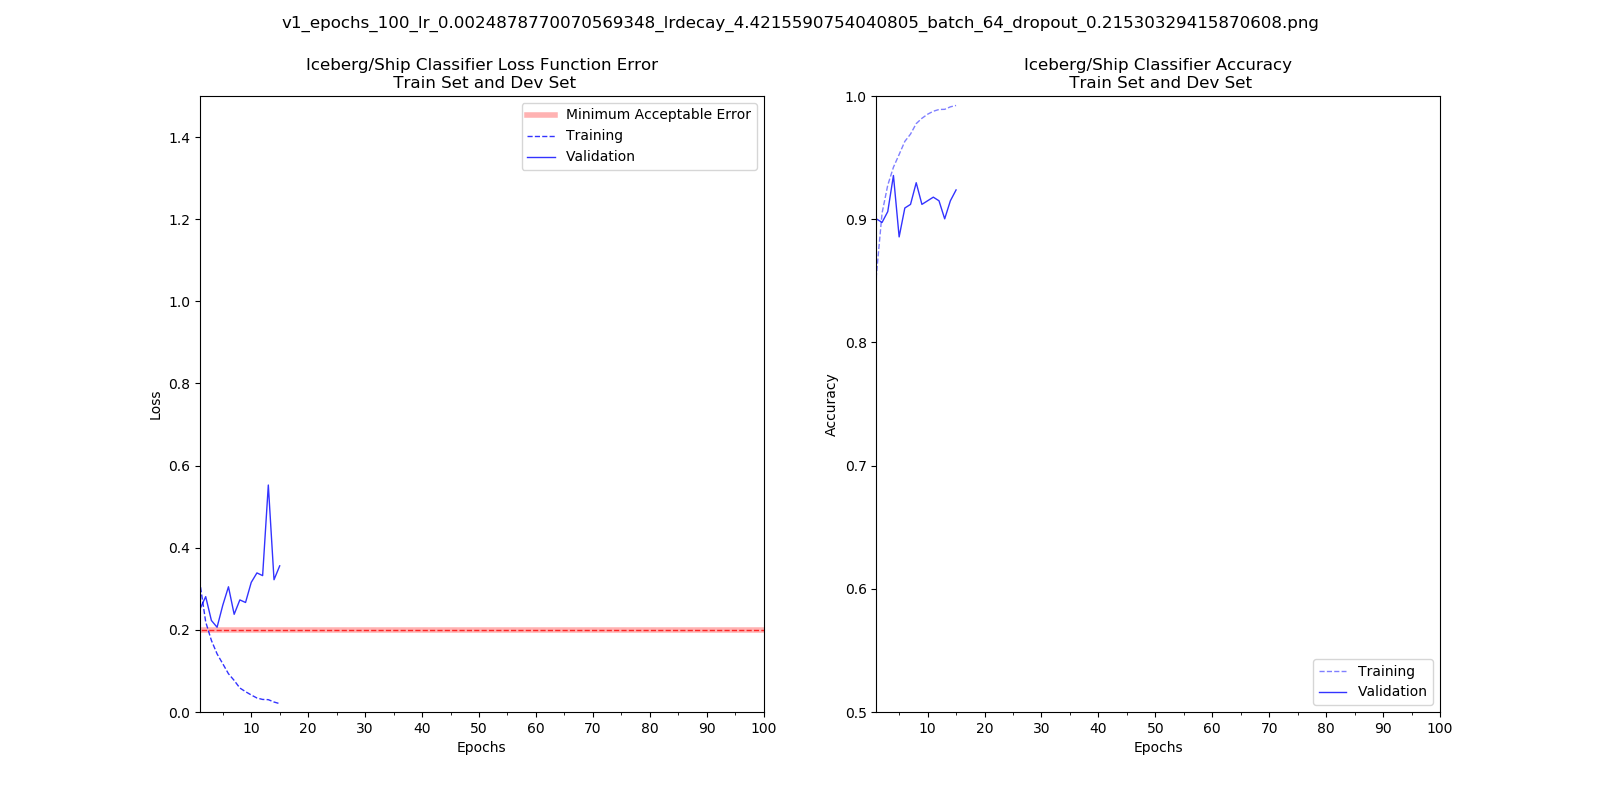 v1_epochs_100_lr_0.0024878770070569348_lrdecay_4.4215590754040805_batch_64_dropout_0.21530329415870608.png
Iceberg/Ship Classifier Loss Function Error
Train Set and Dev Set
Minimum Acceptable Error
Training
Validation
1.4
1.2
1.0
0.8
0.6
0.4
0.2
0.0
Loss
10 20 30 40 50 60 70 80 90 100
Epochs
Iceberg/Ship Classifier Accuracy
Train Set and Dev Set
1.0
0.9
0.8
0.7
0.6
0.5
Accuracy
Training
Validation
10 20 30 40 50 60 70 80 90 100
Epochs